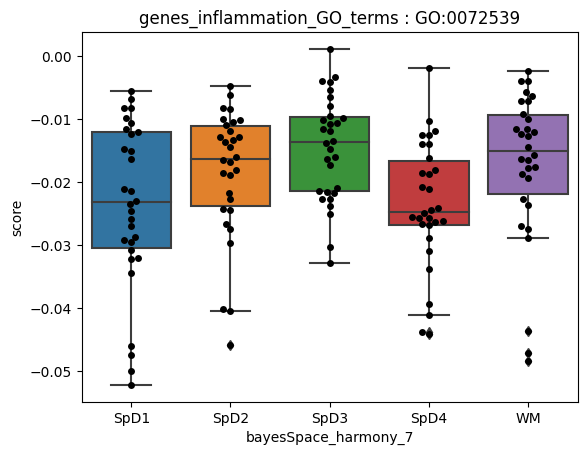 genes_inflammation_GO_terms : GO:0072539
0.00
−0.01
−0.02
−0.03
−0.04
−0.05
score
SpD1 SpD2 SpD3 SpD4 WM
bayesSpace_harmony_7